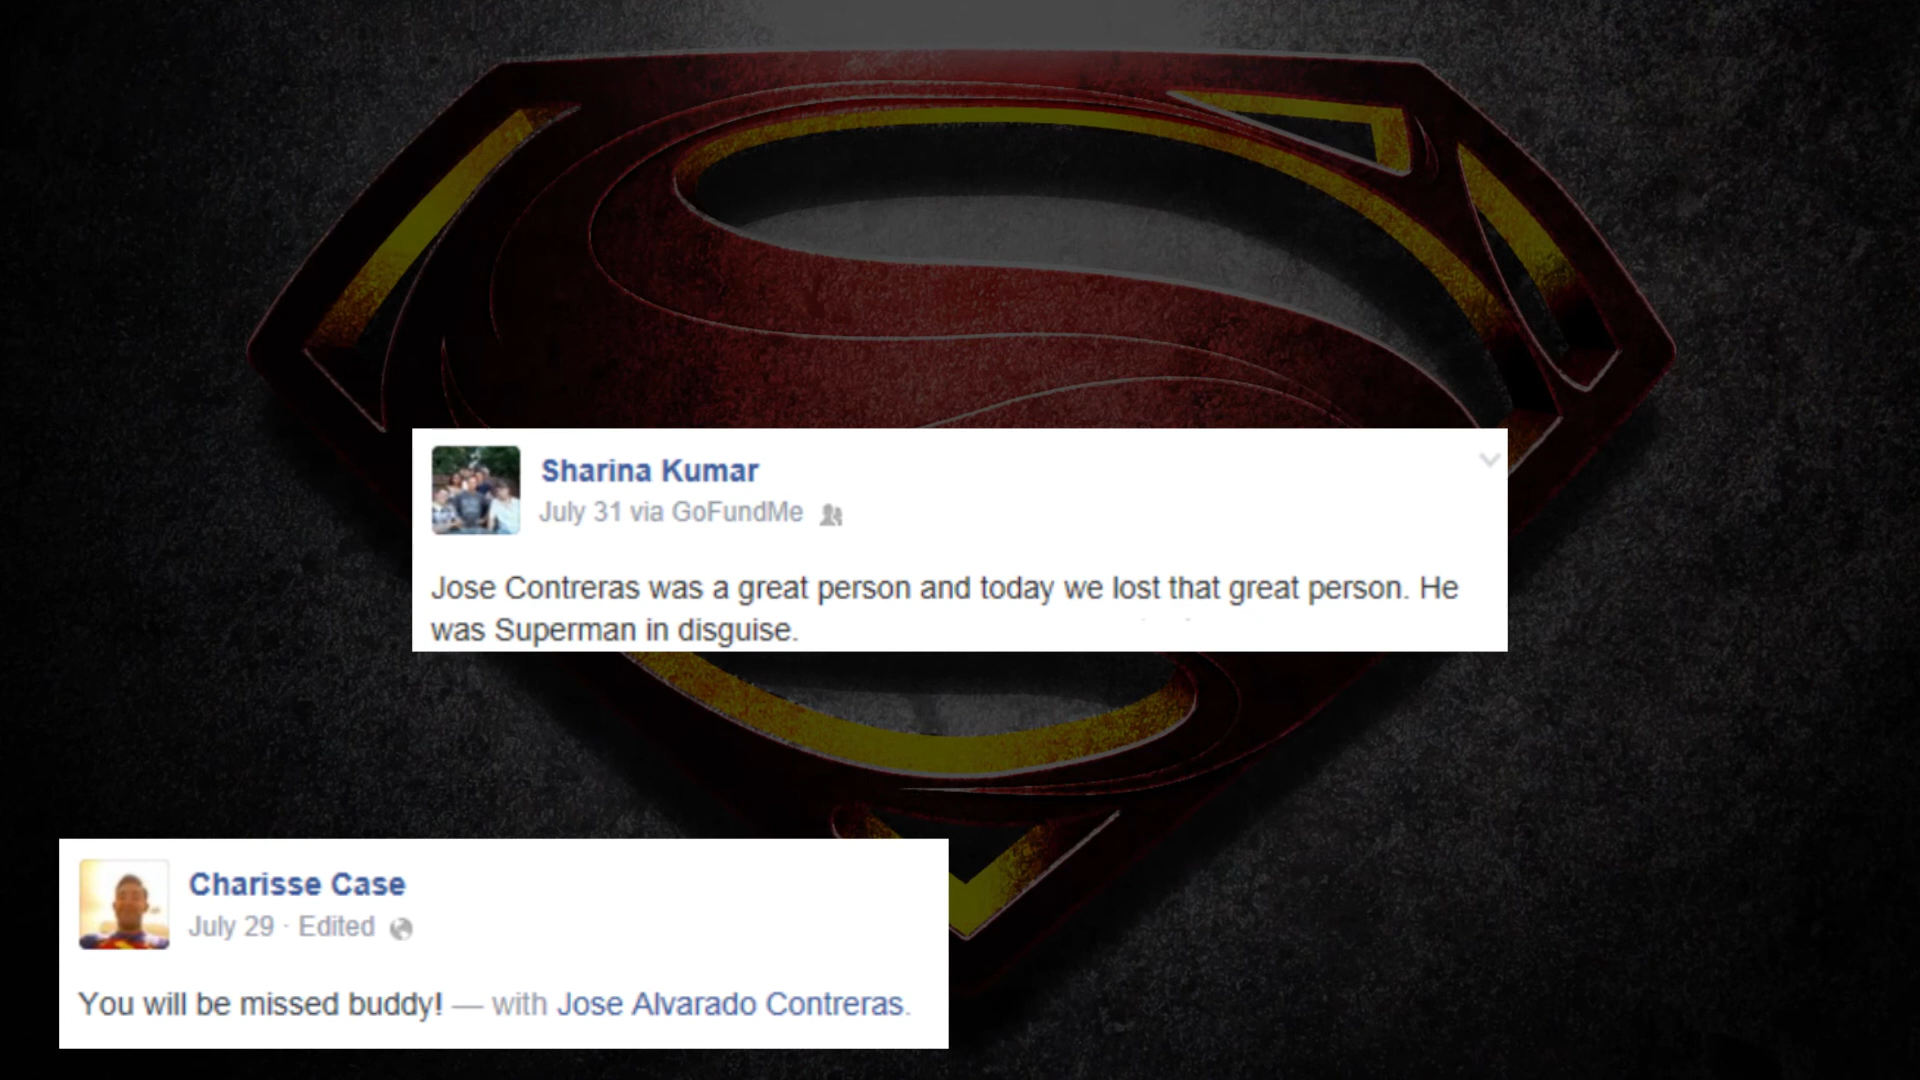 Sharina Kumar
July 31 via GoFundMe
Jose Contreras was a great person and today we lost that great person. He
was Superman in disguise.
Charisse Case
July 29 · Edited
You will be missed buddy! — with Jose Alvarado Contreras.